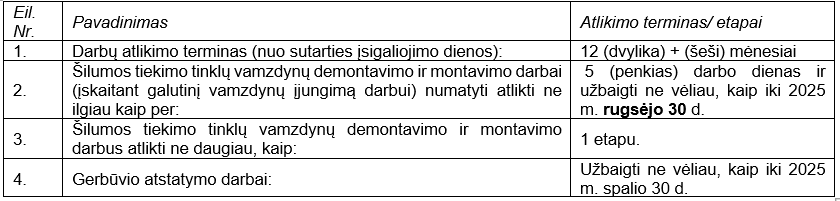 Eil.
Nr.
Pavadinimas
Atlikimo terminas/ etapai
1.
Darbų atlikimo terminas (nuo sutarties įsigaliojimo dienos):
12 (dvylika) + (šeši) mėnesiai
2.
Šilumos tiekimo tinklų vamzdynų demontavimo ir montavimo darbai
(įskaitant galutinį vamzdynų įjungimą darbui) numatyti atlikti ne
ilgiau kaip per:
5 (penkias) darbo dienas ir
užbaigti ne vėliau, kaip iki 2025
m. rugsėjo 30 d.
3.
Šilumos tiekimo tinklų vamzdynų demontavimo ir montavimo
darbus atlikti ne daugiau, kaip:
1 etapu.
4.
Gerbūvio atstatymo darbai:
Užbaigti ne vėliau, kaip iki 2025
m. spalio 30 d.